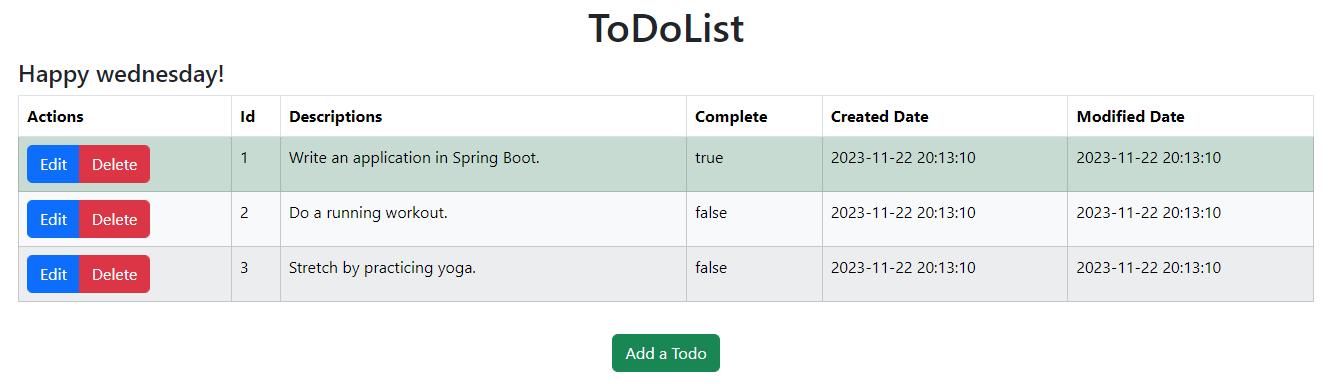 ToDoList
Happy wednesday!
Actions Id Descriptions Complete Created Date Modified Date
Edit Delete 1 Write an application in Spring Boot. true 2023-11-22 20:13:10 2023-11-22 20:13:10
Edit Delete 2 Do a running workout. false 2023-11-22 20:13:10 2023-11-22 20:13:10
Edit Delete 3 Stretch by practicing yoga. false 2023-11-22 20:13:10 2023-11-22 20:13:10
Add a Todo